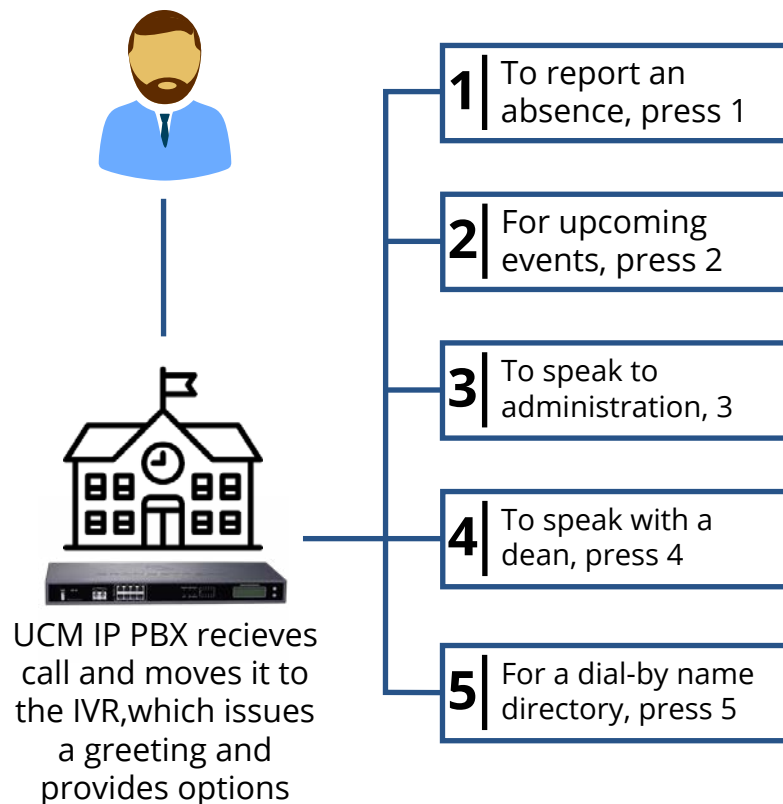 1
To report an
absence, press 1
2
For upcoming
events, press 2
3
To speak to
administration, 3
4
To speak with a
dean, press 4
5
For a dial-by name
directory, press 5
UCM IP PBX recieves
call and moves it to
the IVR,which issues
a greeting and
provides options